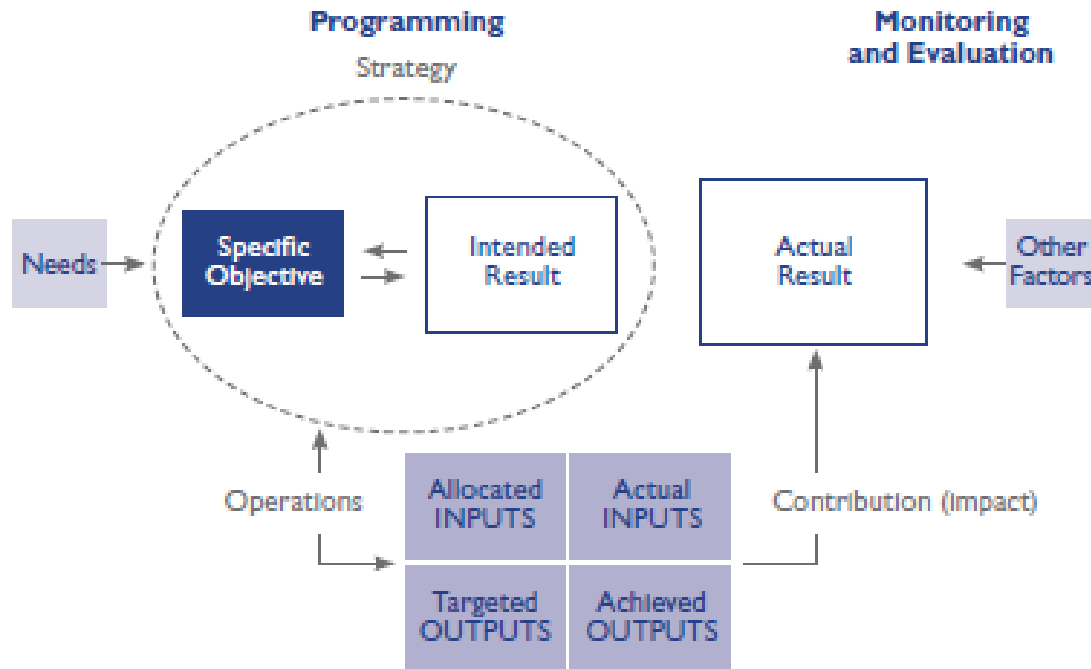 Programming
Monitoring
and Evaluation
Strategy
Needs
Specific
Objective
Intended
Result
Actual
Result
Other
Factors
Operations
Allocated
INPUTS
Actual
INPUTS
Contribution (impact)
Targeted
OUTPUTS
Achieved
OUTPUTS